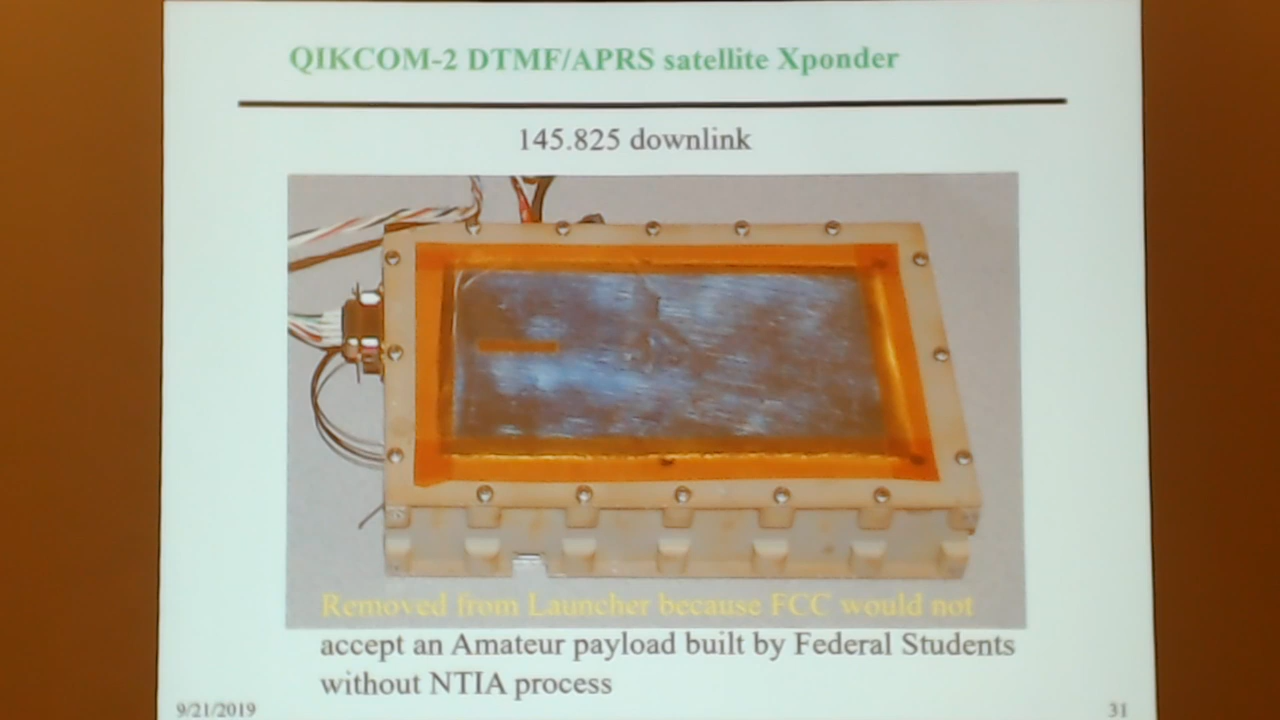 QIKCOM-2 DTMF/APRS satellite Xponder
145.825 downlink
Removed from Launcher because FCC would not
accept an Amateur payload built by Federal Students
without NTIA process
9/21/2019
31